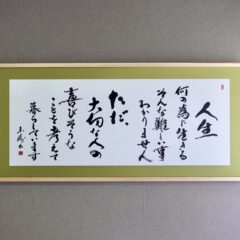 人生
何の為に生きる
そんな難しい事
わかりません
ただ、
大切な人の
喜びそうな
ことを考えて
暮らしています